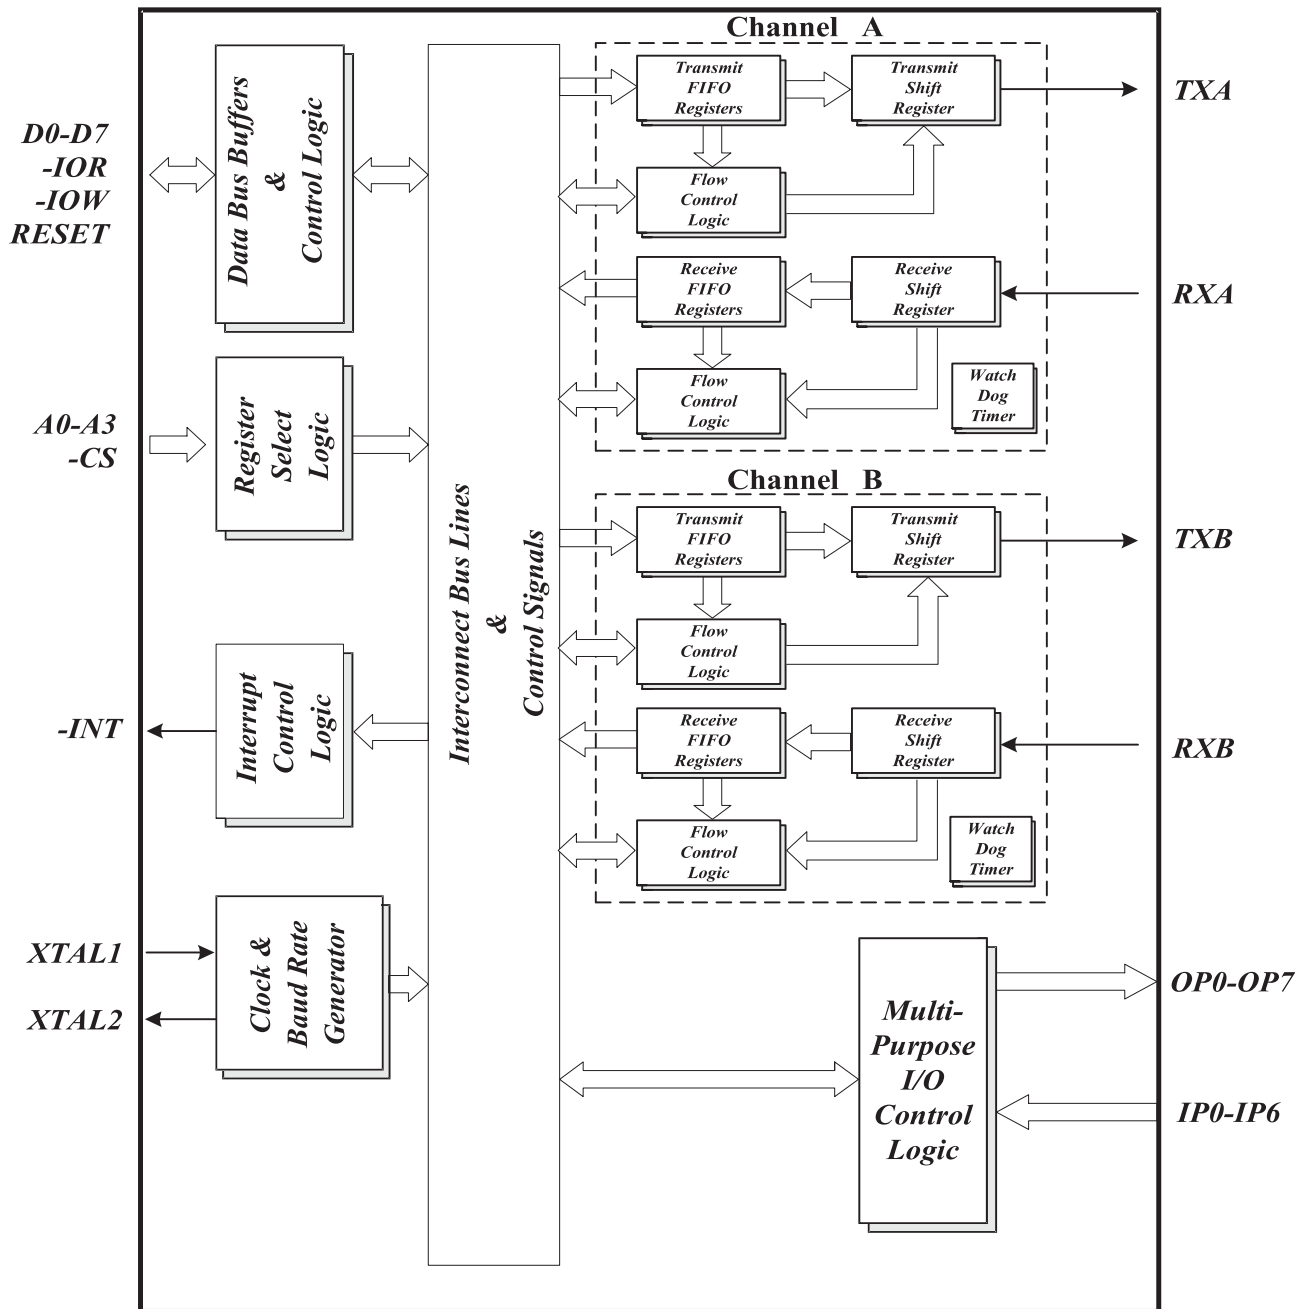 D0-D7
-IOR
-IOW
RESET
A0-A3
-CS
-INT
XTAL1
XTAL2
Data Bus Buffers
&
Control Logic
Register
Select
Logic
Interrupt
Control
Logic
Clock &
Baud Rate
Generator
Interconnect Bus Lines
&
Control Signals
Channel A
Transmit
FIFO
Registers
Transmit
Shift
Register
Flow
Control
Logic
Receive
FIFO
Registers
Receive
Shift
Register
Flow
Control
Logic
Watch
Dog
Timer
Channel B
Transmit
FIFO
Registers
Transmit
Shift
Register
Flow
Control
Logic
Receive
FIFO
Registers
Receive
Shift
Register
Flow
Control
Logic
Watch
Dog
Timer
Multi-
Purpose
I/O
Control
Logic
TXA
RXA
TXB
RXB
OP0-OP7
IP0-IP6